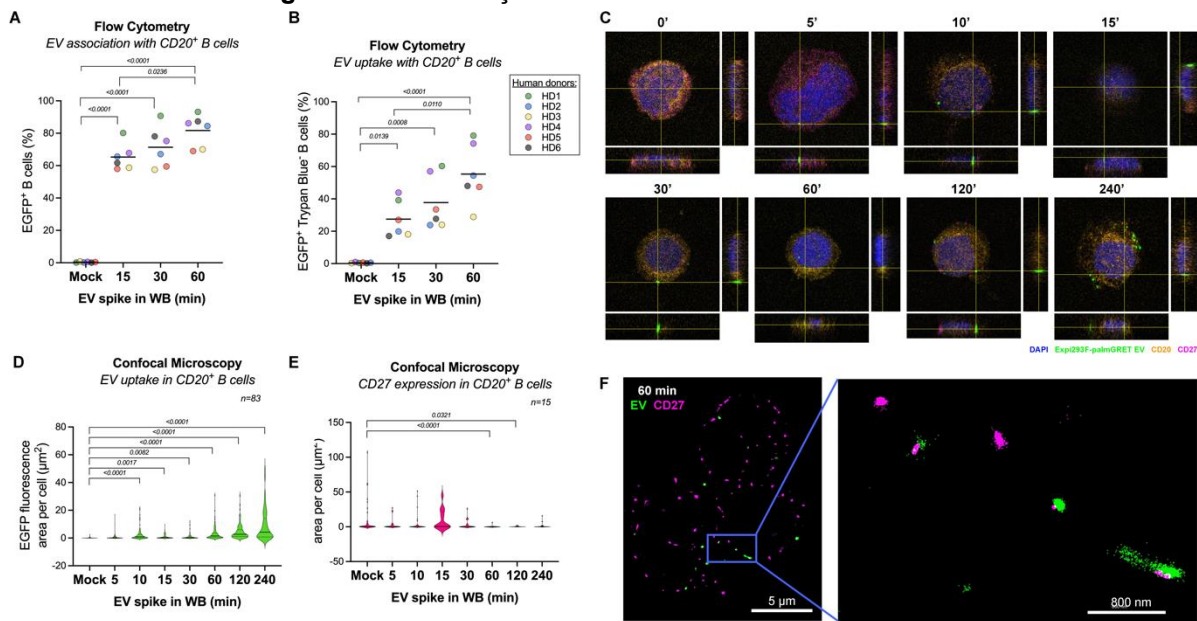 A
Flow Cytometry
EV association with CD20+ B cells
<0.0001
0.0236
<0.0001
<0.0001
EGFP+ B cells (%)
100
80
60
40
20
0
Mock 15 30 60
EV spike in WB (min)
B
Flow Cytometry
EV uptake with CD20+ B cells
<0.0001
0.0110
0.0008
0.0139
EGFP+ Trypan Blue- B cells (%)
100
80
60
40
20
0
Mock 15 30 60
EV spike in WB (min)
Human donors:
HD1
HD2
HD3
HD4
HD5
HD6
C
0' 5' 10' 15'
30' 60' 120' 240'
DAPI Expi293F-palmGRET EV CD20 CD27
D
Confocal Microscopy
EV uptake in CD20+ B cells
n=83
<0.0001
<0.0001
<0.0001
0.0082
0.0017
<0.0001
EGFP fluorescence
area per cell (µm2)
80
60
40
20
0
-20
Mock 5 10 15 30 60 120 240
EV spike in WB (min)
E
Confocal Microscopy
CD27 expression in CD20+ B cells
n=15
0.0321
<0.0001
area per cell (µm2)
150
100
50
0
-50
Mock 5 10 15 30 60 120 240
EV spike in WB (min)
F
60 min
EV CD27
5 µm
800 nm